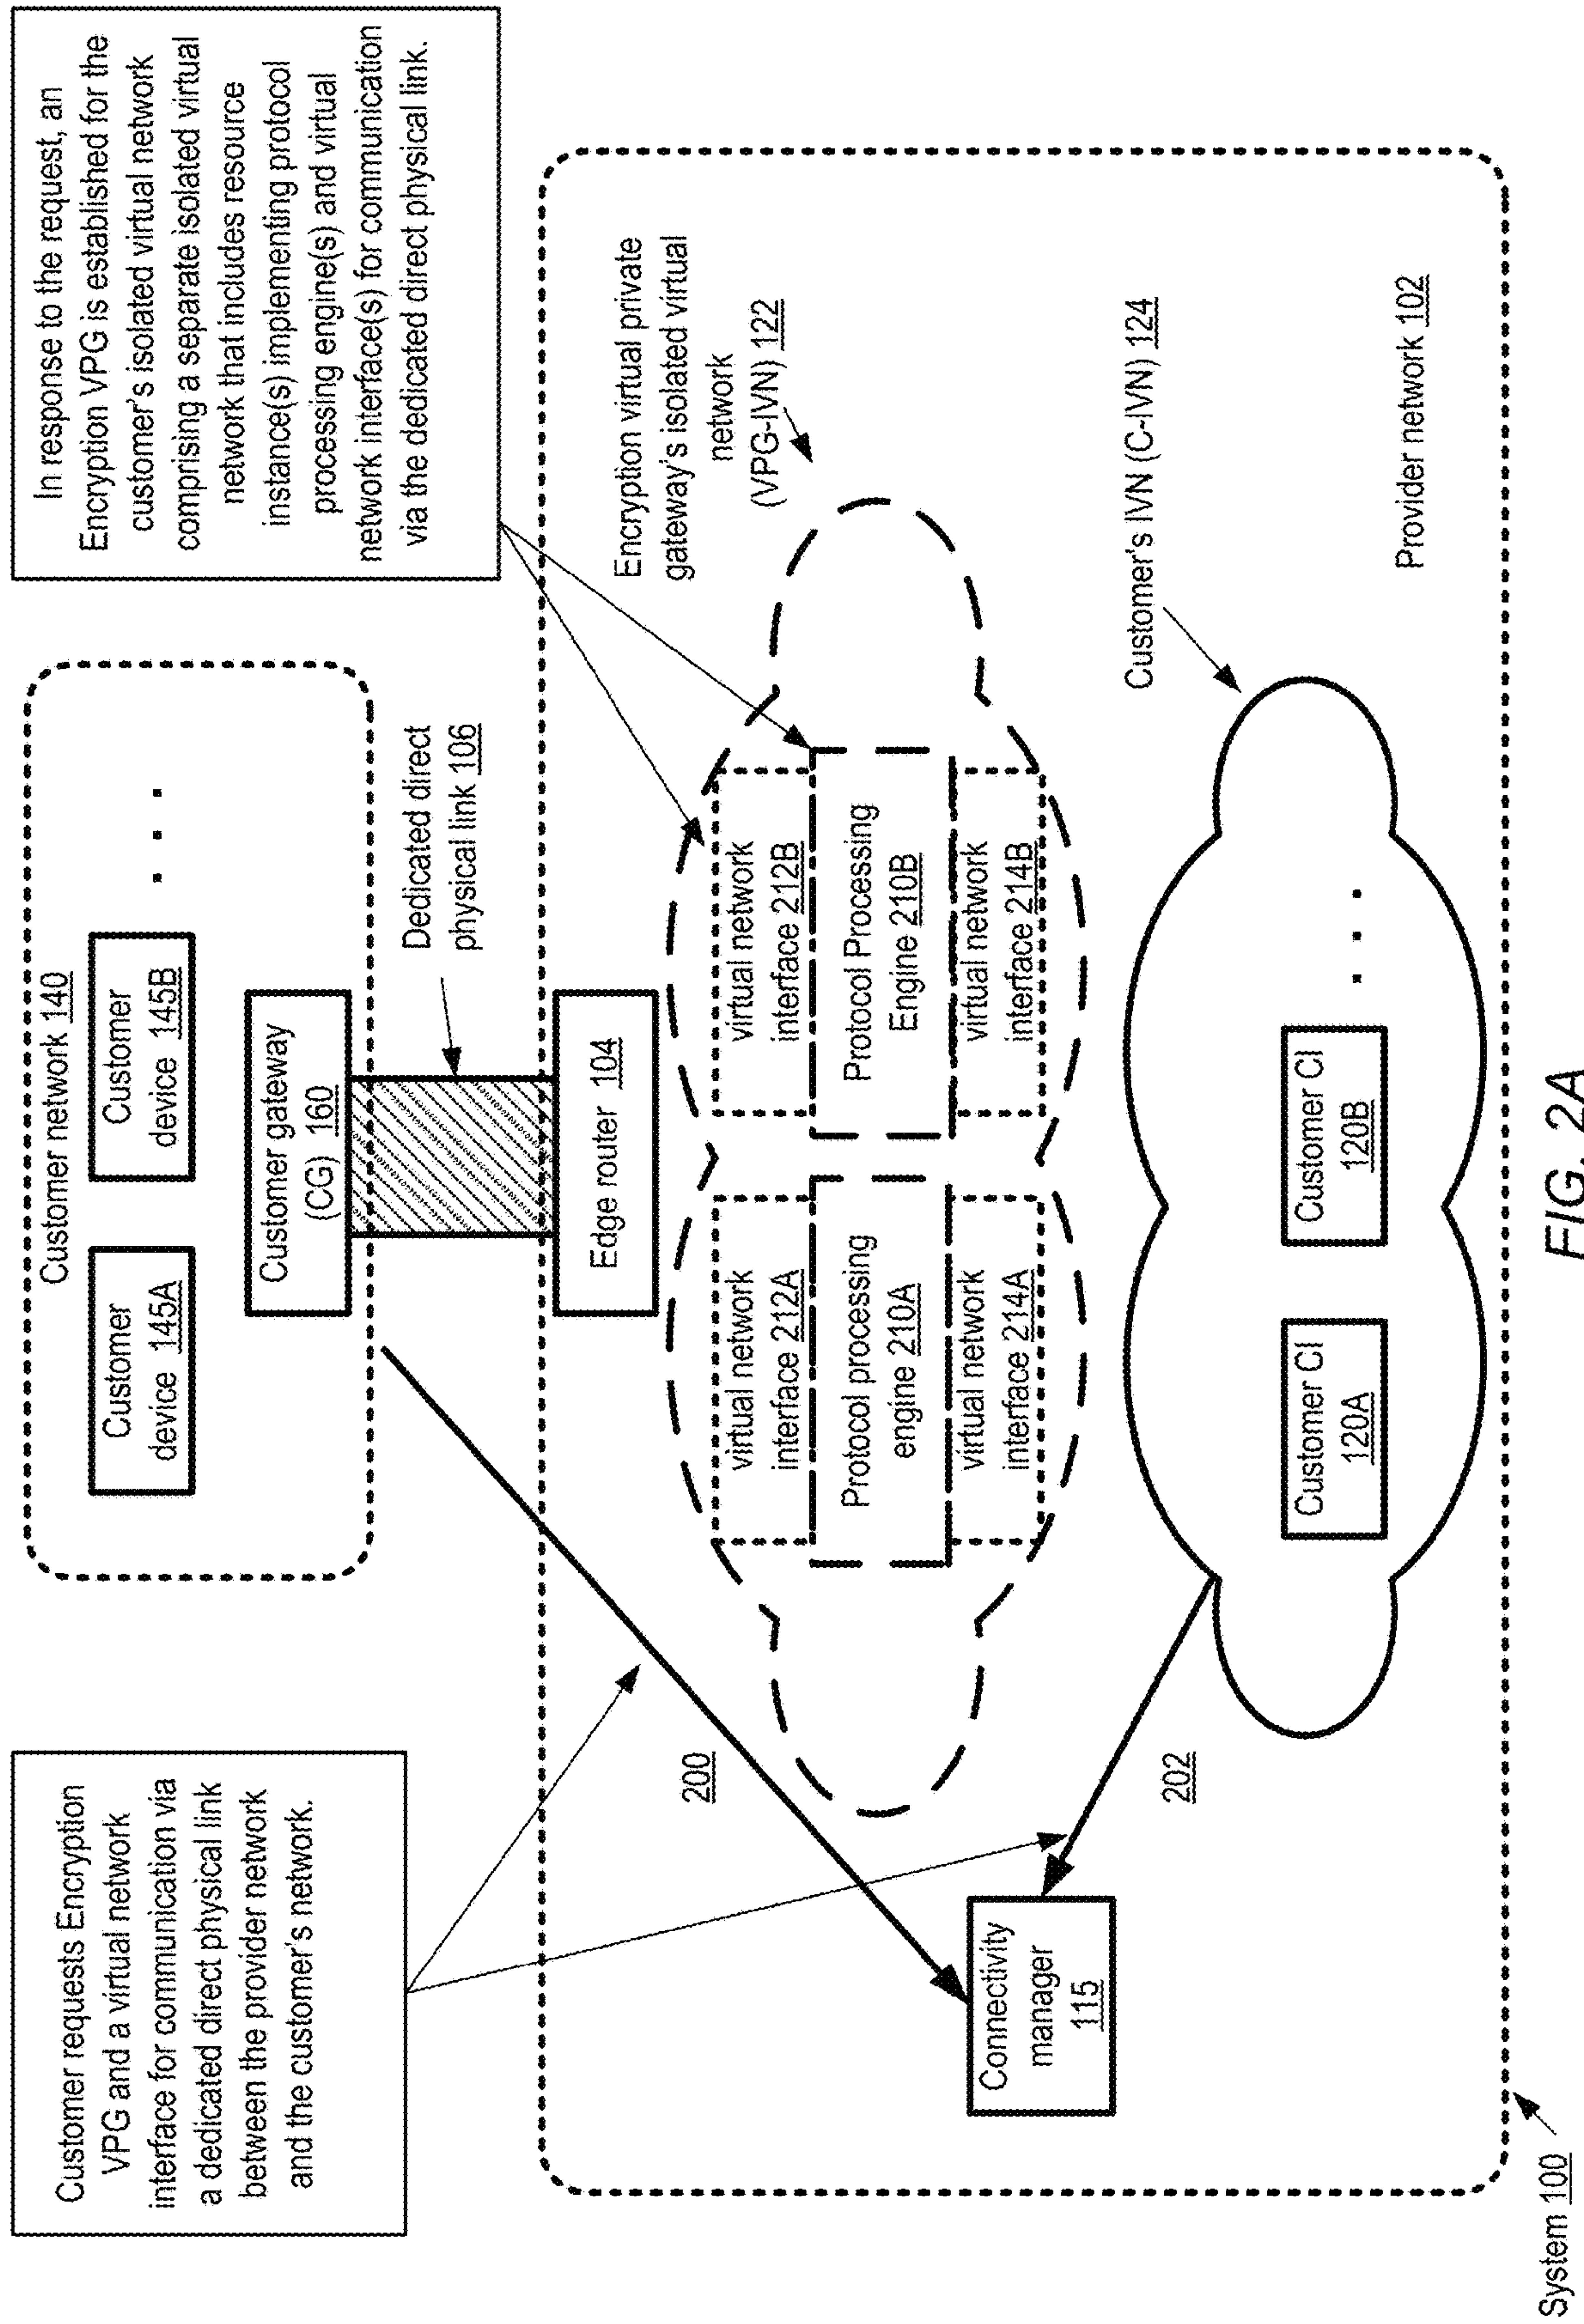 Customer requests Encryption
VPG and a virtual network
interface for communication via
a dedicated direct physical link
between the provider network
and the customer's network.
Customer network 140
Customer
device 145A
Customer
device 145B
. . .
Customer gateway
(CG) 160
Dedicated direct
physical link 106
In response to the request, an
Encryption VPG is established for the
customer's isolated virtual network
comprising a separate isolated virtual
network that includes resource
instance(s) implementing protocol
processing engine(s) and virtual
network interface(s) for communication
via the dedicated direct physical link.
Edge router 104
200
virtual network
interface 212A
virtual network
interface 212B
Protocol processing
engine 210A
Protocol Processing
Engine 210B
virtual network
interface 214A
virtual network
interface 214B
Encryption virtual private
gateway's isolated virtual
network
(VPG-IVN) 122
Connectivity
manager
115
202
Customer's IVN (C-IVN) 124
Customer CI
120A
Customer CI
120B
. . .
Provider network 102
System 100
FIG. 2A